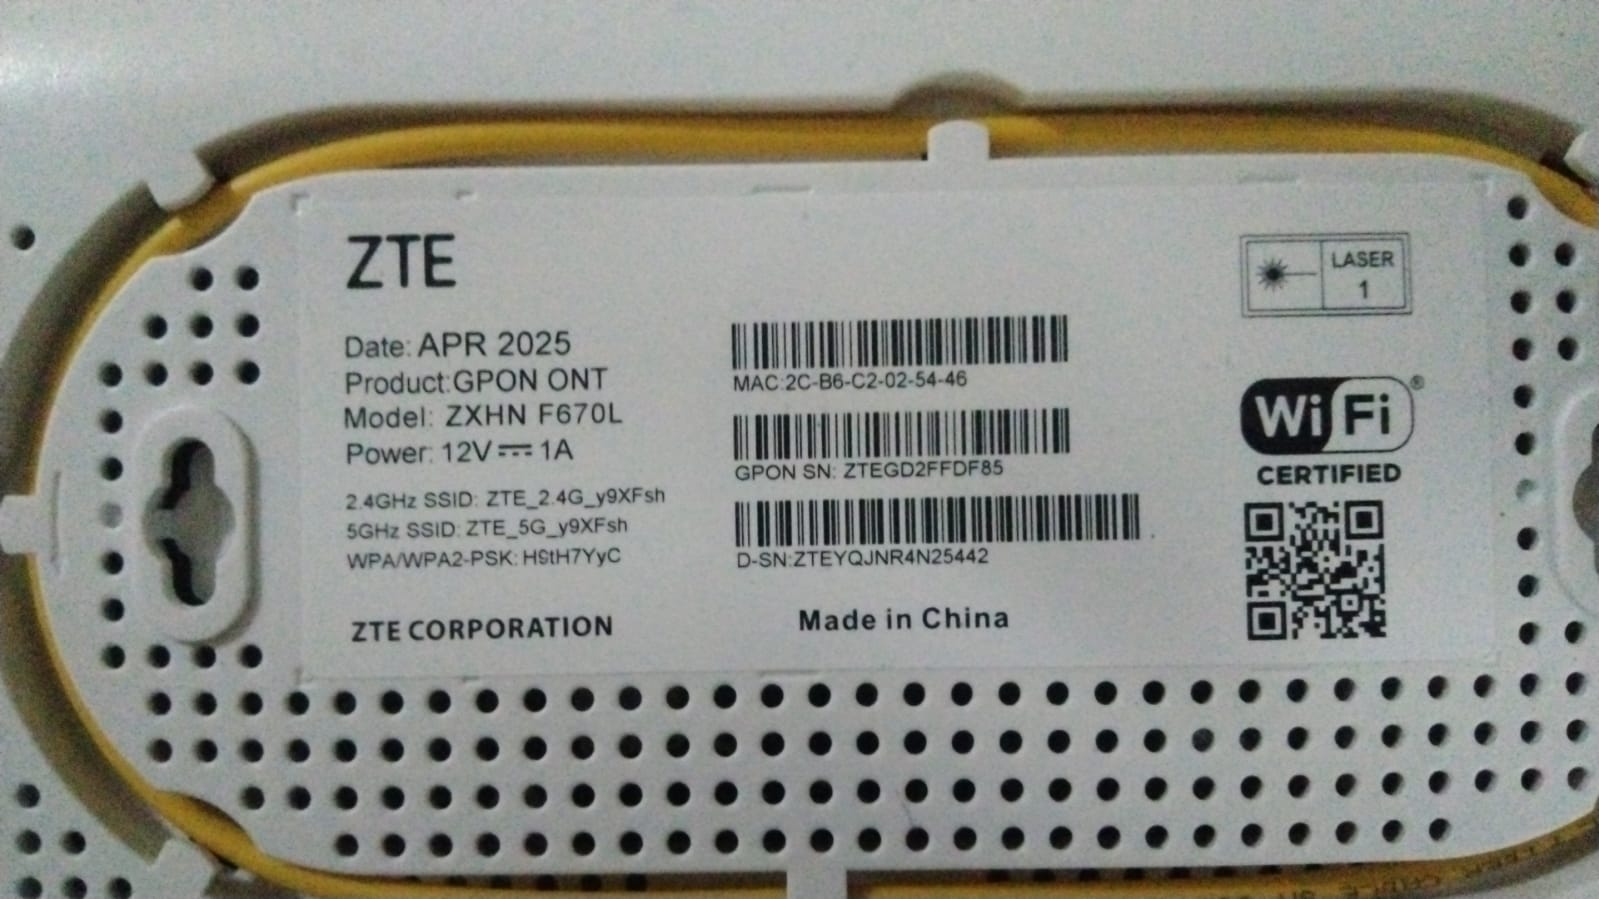 ZTE
Date: APR 2025
Product:GPON ONT
Model: ZXHN F670L
Power: 12V⎓1A
2.4GHz SSID: ZTE_2.4G_y9XFsh
5GHz SSID: ZTE_5G_y9XFsh
WPA/WPA2-PSK:
ZTE CORPORATION
MAC:2C-B6-C2-02-54-46
GPON SN: ZTEGD2FFDF85
D-SN:ZTEYQJNR4N25442
Made in China
LASER
1
Wi Fi ®
CERTIFIED